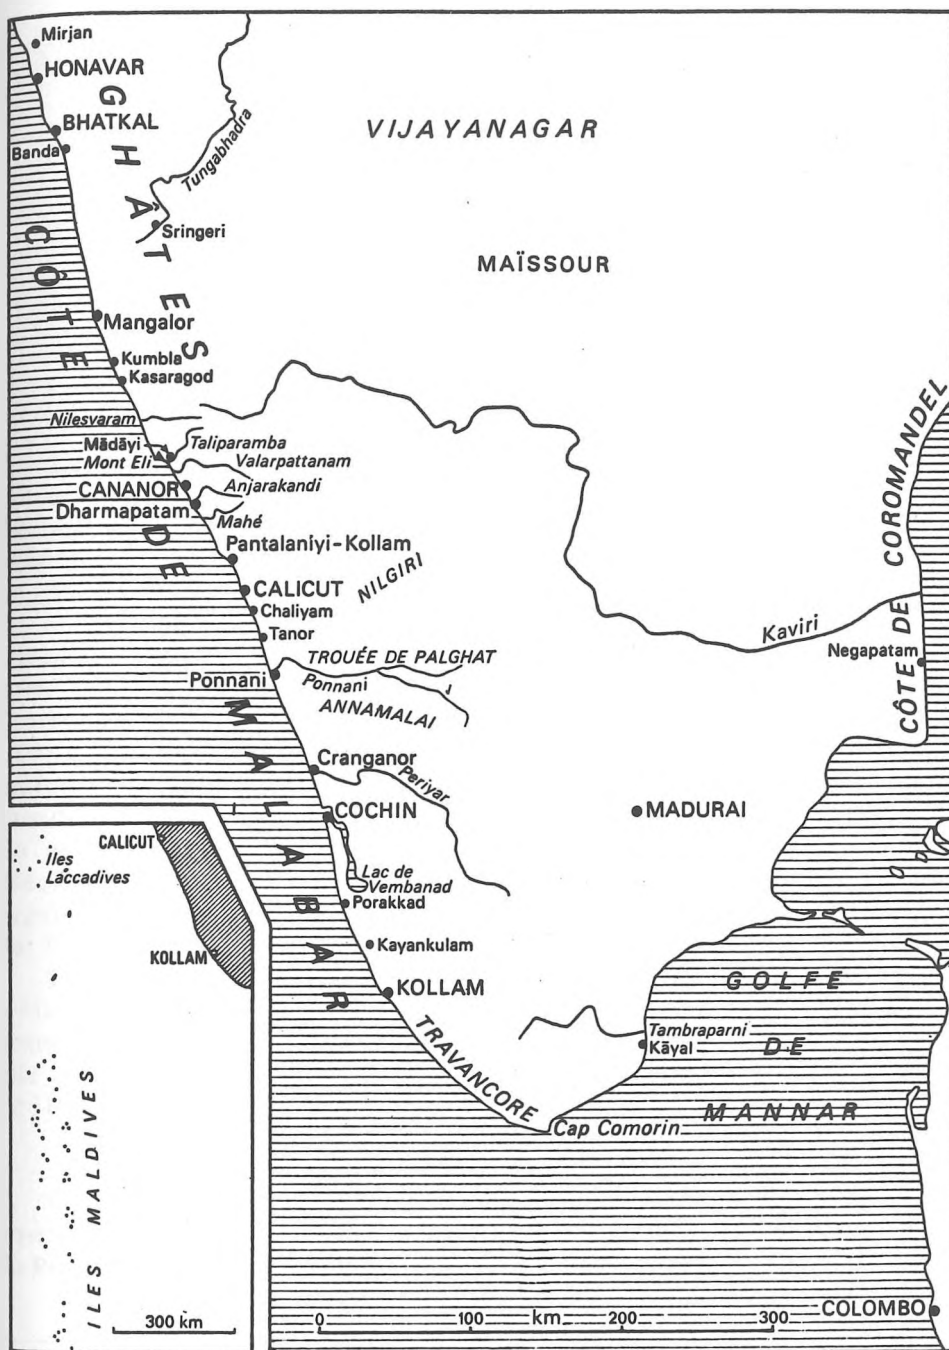 Mirjan
HONAVAR
BHATKAL
Banda
GHÂTES
Tungabhadra
VIJAYANAGAR
Sringeri
MAÏSSOUR
CÔTE DE MALABAR
Mangalor
Kumbla
Kasaragod
Nilesvaram
Mādāyi
Mont Eli
Taliparamba
Valarpattanam
CANANOR
Anjarakandi
Dharmapatam
Mahé
Pantalaniyi-Kollam
CALICUT
NILGIRI
Chaliyam
Tanor
TROUÉE DE PALGHAT
Ponnani
Ponnani
ANNAMALAI
Kaviri
CÔTE DE COROMANDEL
Negapatam
Cranganor
Periyar
COCHIN
MADURAI
Lac de
Vembanad
Porakkad
Kayankulam
KOLLAM
TRAVANCORE
Tambraparni
Kāyal
GOLFE
DE
MANNAR
Cap Comorin
COLOMBO
0 100 km 200 300
CALICUT
Iles
Laccadives
KOLLAM
ILES MALDIVES
300 km